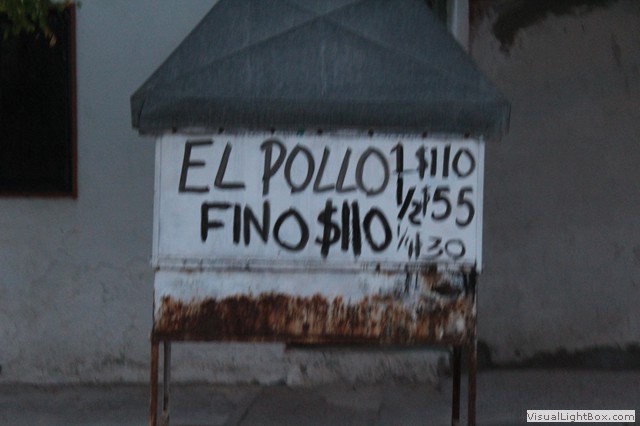 EL POLLO 1 $110
FINO $110 1/2 $55
1/4 $30
VisualLightBox.com